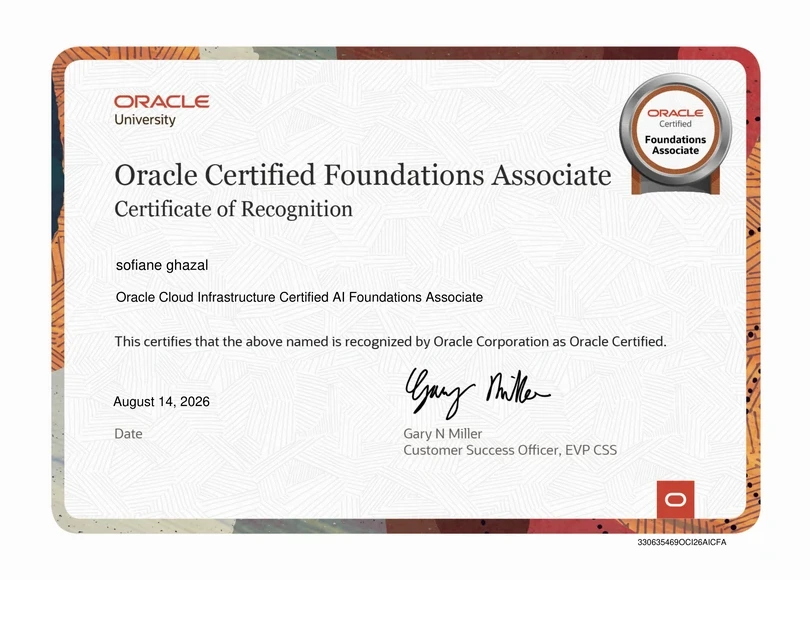 ORACLE
University
ORACLE
Certified
Foundations
Associate
Oracle Certified Foundations Associate
Certificate of Recognition
sofiane ghazal
Oracle Cloud Infrastructure Certified AI Foundations Associate
This certifies that the above named is recognized by Oracle Corporation as Oracle Certified.
Gary Miller
August 14, 2026
Date
Gary N Miller
Customer Success Officer, EVP CSS
330635469OCI26AICFA